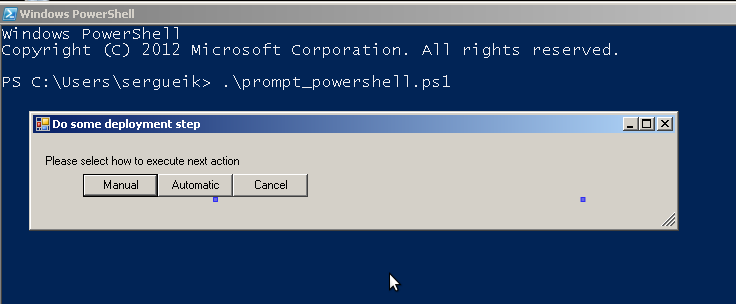 Windows PowerShell
Windows PowerShell
Copyright (C) 2012 Microsoft Corporation. All rights reserved.
PS C:\Users\sergueik> .\prompt_powershell.ps1
Do some deployment step
Please select how to execute next action
Manual Automatic Cancel